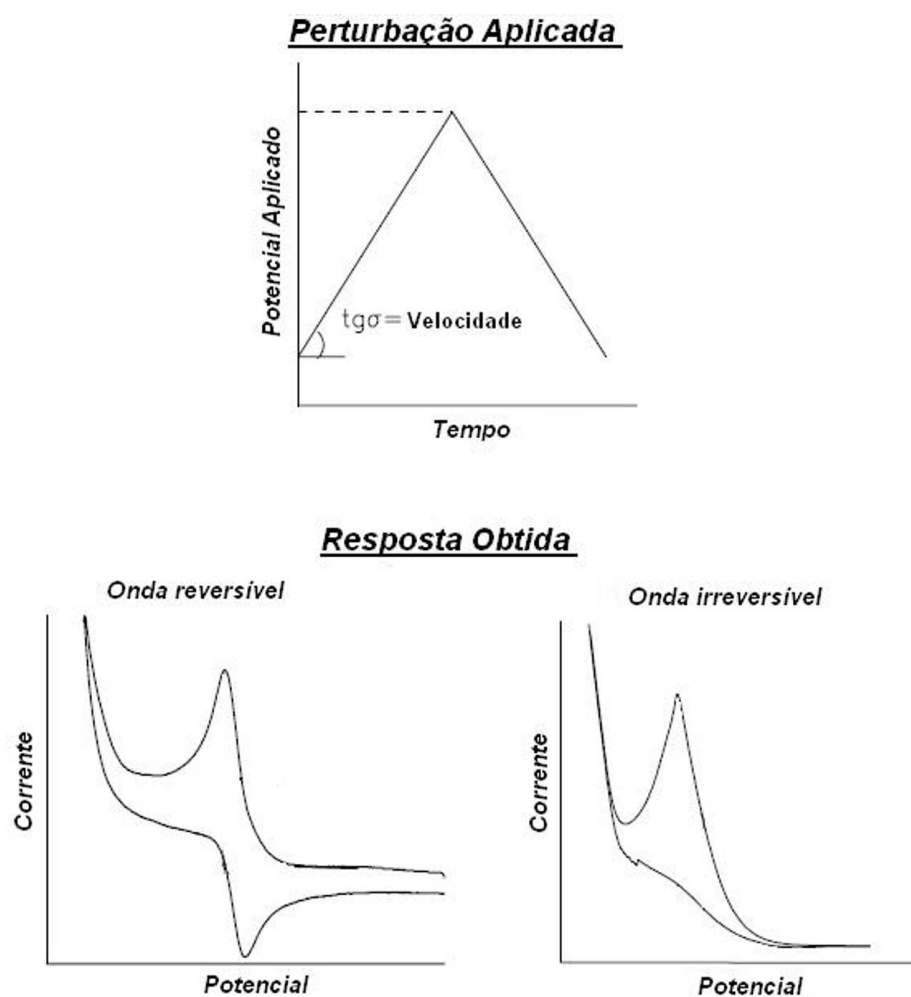 Perturbação Aplicada
Potencial Aplicado
tgσ= Velocidade
Tempo
Resposta Obtida
Onda reversível
Onda irreversível
Corrente
Potencial
Corrente
Potencial